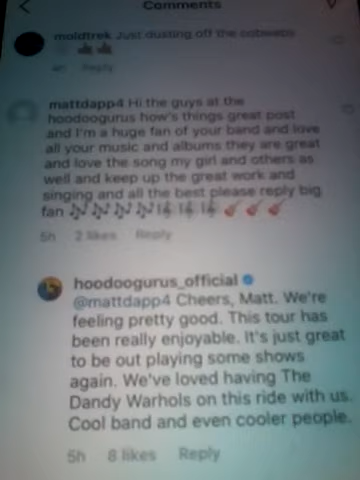 Comments
moldtrek Just dusting off the cobwebs
4h Reply
mattdapp4 Hi the guys at the
hoodoogurus how's things great post
and I'm a huge fan of your band and love
all your music and albums they are great
and love the song my girl and others as
well and keep up the great work and
singing and all the best please reply big
fan 🎶🎶🎶🎶🎼🎼🎼🎸🎸🎸
5h 2 likes Reply
hoodoogurus_official
@mattdapp4 Cheers, Matt. We're
feeling pretty good. This tour has
been really enjoyable. It's just great
to be out playing some shows
again. We've loved having The
Dandy Warhols on this ride with us.
Cool band and even cooler people.
5h 8 likes Reply